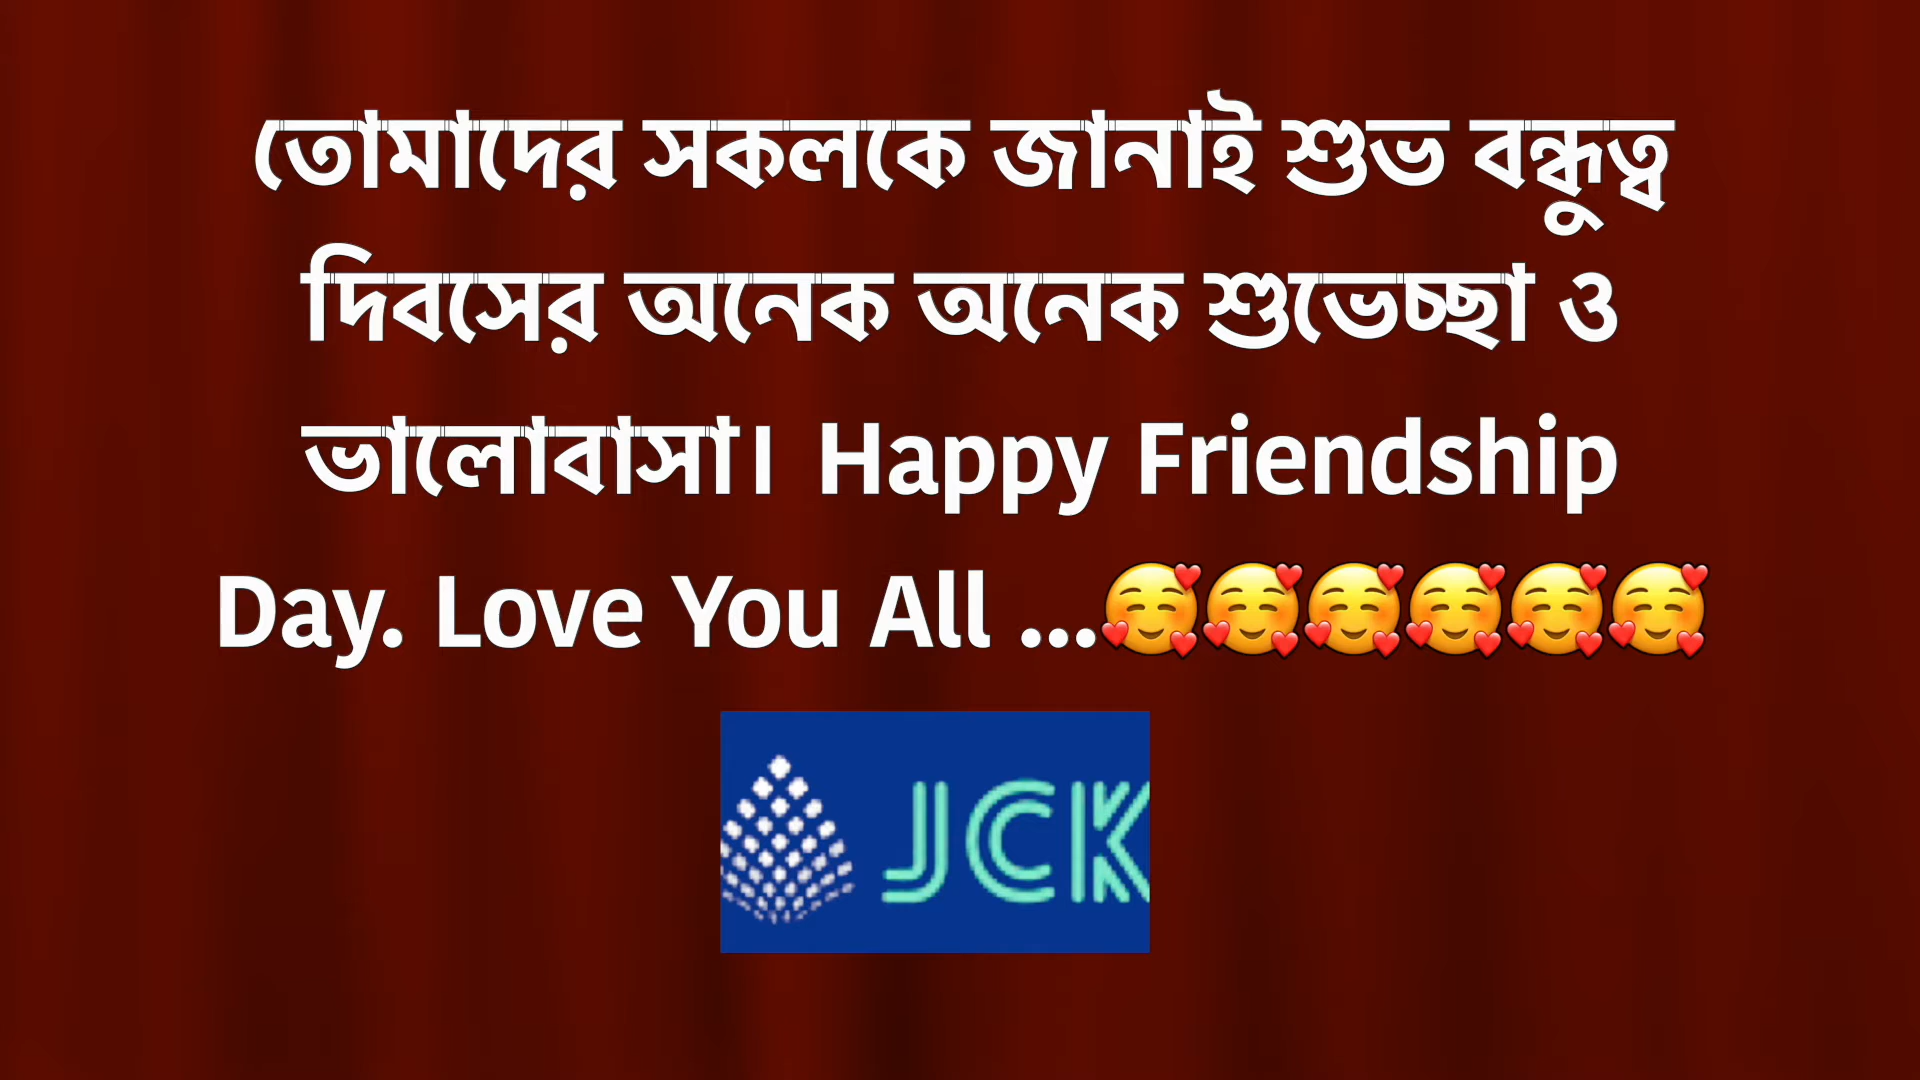 তোমাদের সকলকে জানাই শুভ বন্ধুত্ব
দিবসের অনেক অনেক শুভেচ্ছা ও
ভালোবাসা। Happy Friendship
Day. Love You All ...🥰🥰🥰🥰🥰🥰
JCK